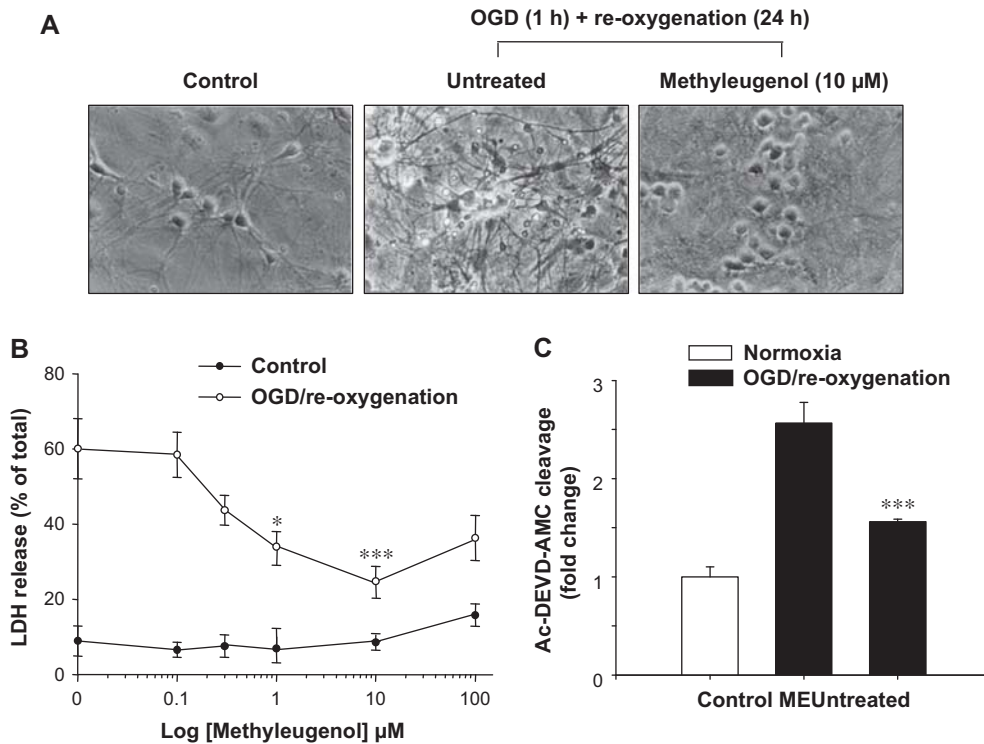 A
OGD (1 h) + re-oxygenation (24 h)
Control
Untreated
Methyleugenol (10 µM)
B
Control
OGD/re-oxygenation
LDH release (% of total)
80
60
40
20
0
*
***
0
0.1
1
10
100
Log [Methyleugenol] µM
C
Normoxia
OGD/re-oxygenation
Ac-DEVD-AMC cleavage
(fold change)
3
2
1
0
***
Control MEUntreated